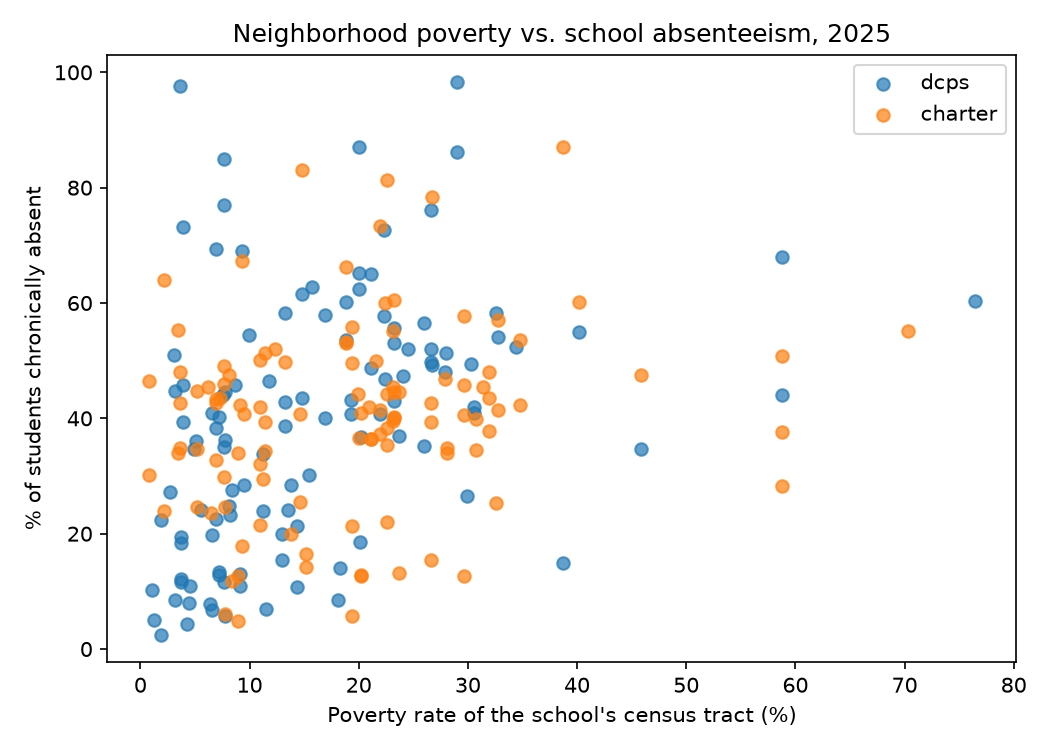 Neighborhood poverty vs. school absenteeism, 2025
dcps
charter
% of students chronically absent
100
80
60
40
20
0
0 10 20 30 40 50 60 70 80
Poverty rate of the school's census tract (%)